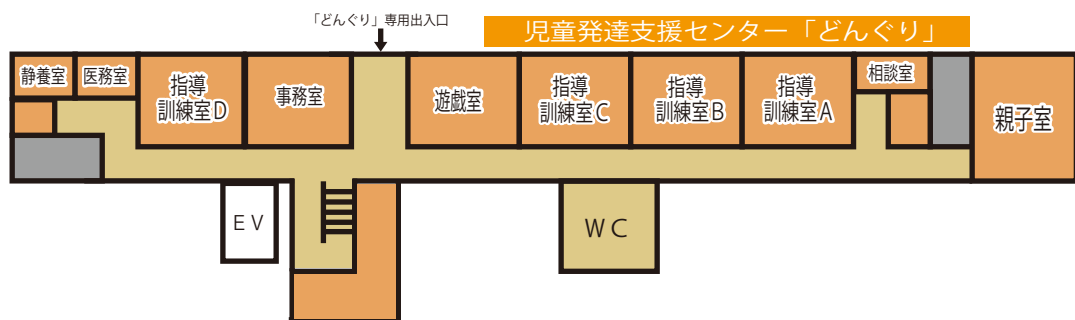 「どんぐり」専用出入口
児童発達支援センター「どんぐり」
静養室
医務室
指導
訓練室D
事務室
遊戯室
指導
訓練室C
指導
訓練室B
指導
訓練室A
相談室
親子室
EV
WC